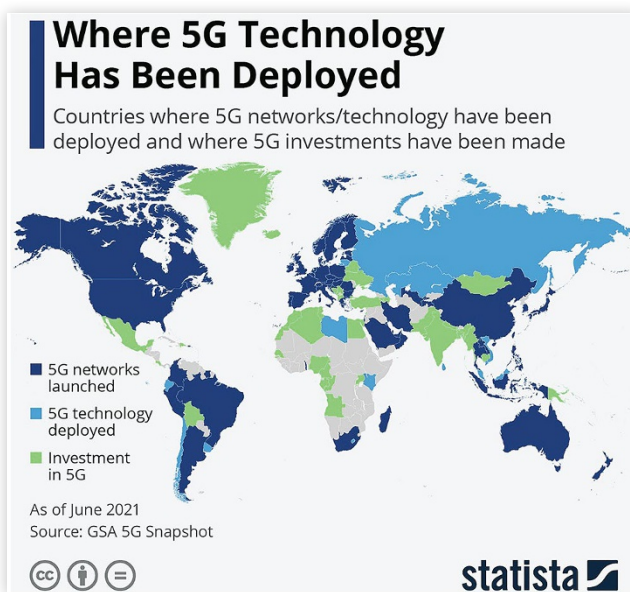 Where 5G Technology
Has Been Deployed
Countries where 5G networks/technology have been
deployed and where 5G investments have been made
5G networks
launched
5G technology
deployed
Investment
in 5G
As of June 2021
Source: GSA 5G Snapshot
cc
statista